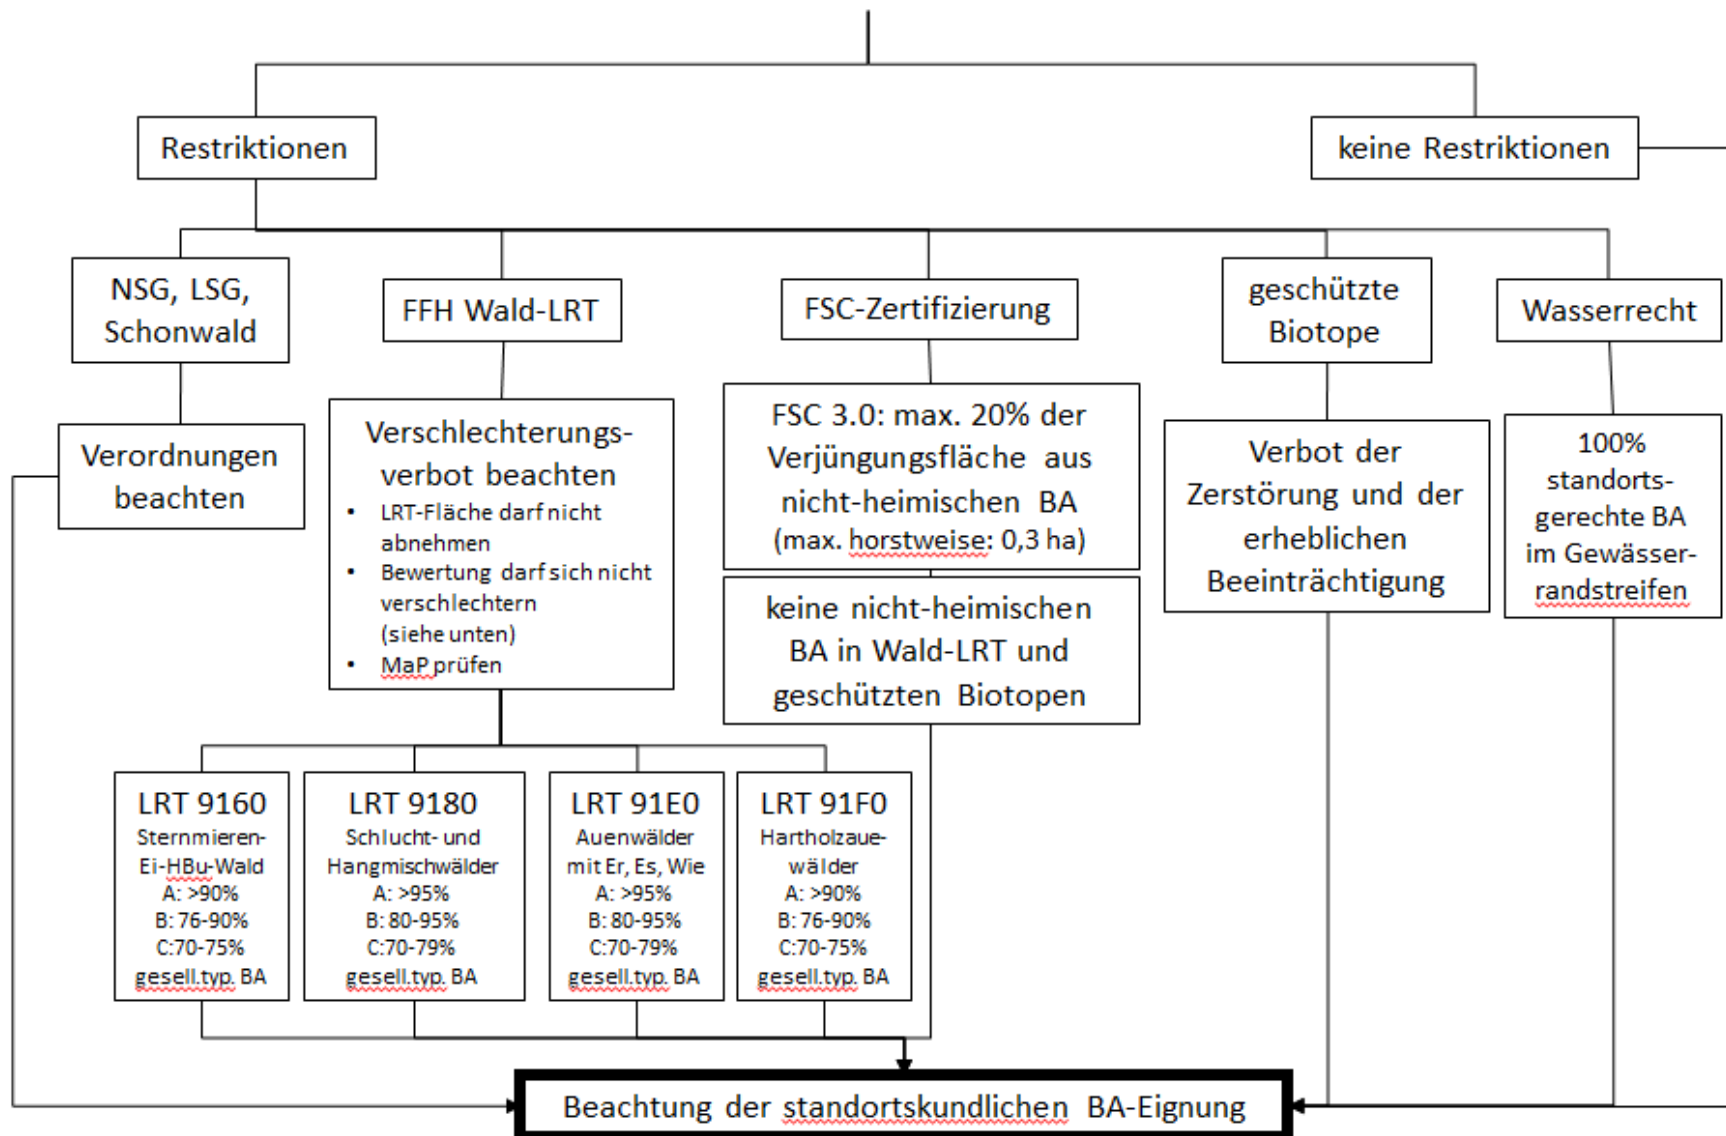 Restriktionen
keine Restriktionen
NSG, LSG,
Schonwald
FFH Wald-LRT
FSC-Zertifizierung
geschützte
Biotope
Wasserrecht
Verordnungen
beachten
Verschlechterungs-
verbot beachten
• LRT-Fläche darf nicht
abnehmen
• Bewertung darf sich nicht
verschlechtern
(siehe unten)
• MaP prüfen
FSC 3.0: max. 20% der
Verjüngungsfläche aus
nicht-heimischen BA
(max. horstweise: 0,3 ha)
keine nicht-heimischen
BA in Wald-LRT und
geschützten Biotopen
Verbot der
Zerstörung und der
erheblichen
Beeinträchtigung
100%
standorts-
gerechte BA
im Gewässer-
randstreifen
LRT 9160
Sternmieren-
Ei-HBu-Wald
A: >90%
B: 76-90%
C:70-75%
gesell.typ. BA
LRT 9180
Schlucht- und
Hangmischwälder
A: >95%
B: 80-95%
C:70-79%
gesell.typ. BA
LRT 91E0
Auenwälder
mit Er, Es, Wie
A: >95%
B: 80-95%
C:70-79%
gesell.typ. BA
LRT 91F0
Hartholzaue-
wälder
A: >90%
B: 76-90%
C:70-75%
gesell.typ. BA
Beachtung der standortskundlichen BA-Eignung